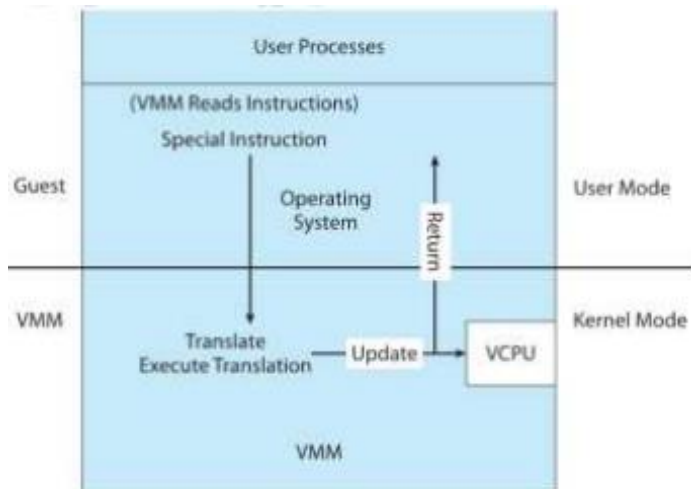 User Processes
(VMM Reads Instructions)
Special Instruction
Guest
Operating
System
Return
User Mode
VMM
Kernel Mode
Translate
Execute Translation
Update
VCPU
VMM